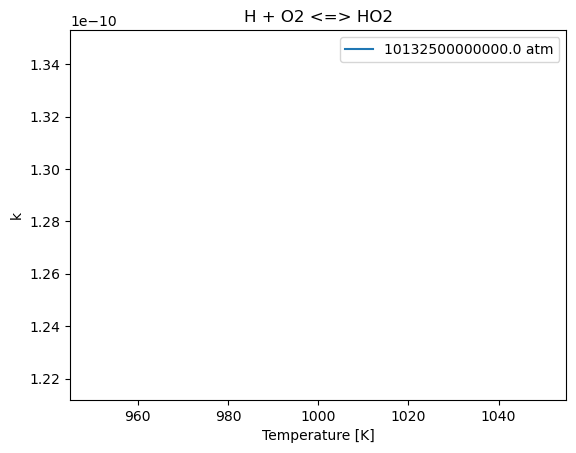 H + O2 <=> HO2
1e−10
10132500000000.0 atm
1.34
1.32
1.30
1.28
1.26
1.24
1.22
k
960 980 1000 1020 1040
Temperature [K]